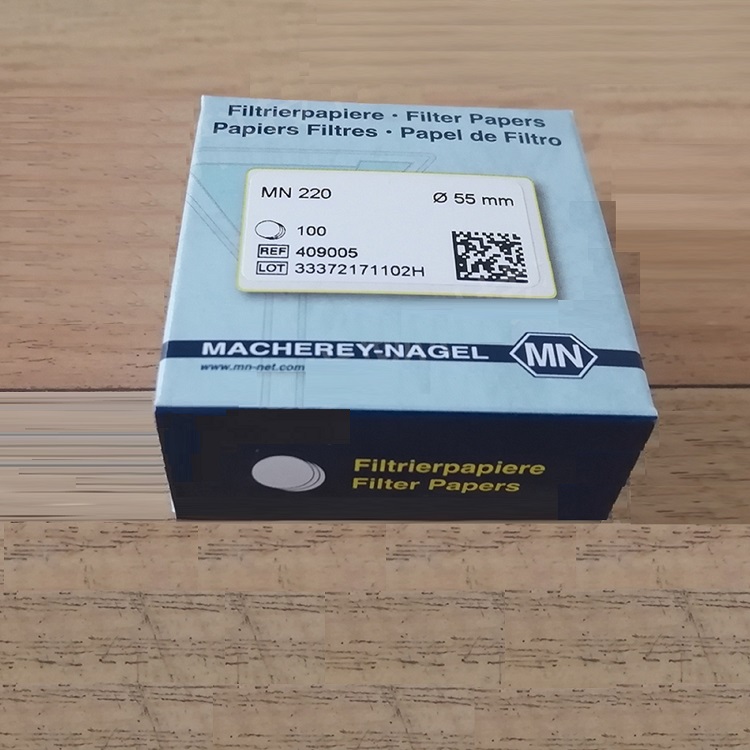 Filtrierpapiere · Filter Papers
Papiers Filtres · Papel de Filtro
MN 220
Ø 55 mm
100
REF 409005
LOT 33372171102H
MACHEREY-NAGEL MN
www.mn-net.com
Filtrierpapiere
Filter Papers